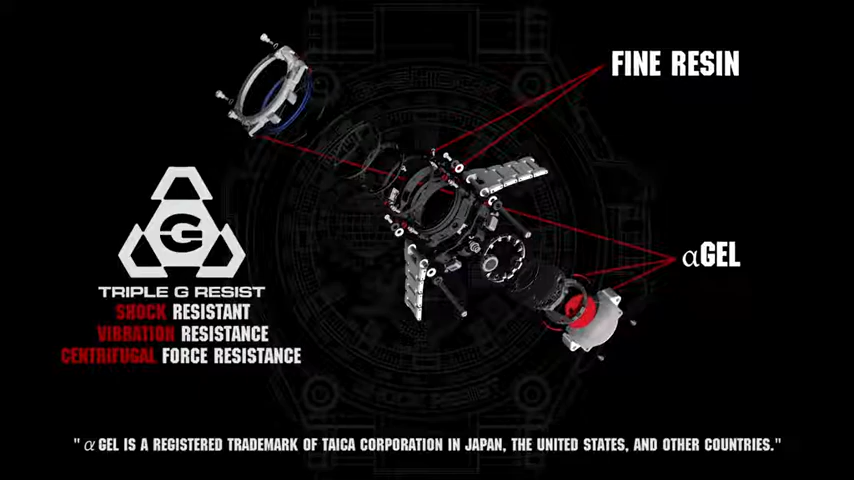 FINE RESIN
αGEL
G
TRIPLE G RESIST
SHOCK RESISTANT
VIRBRATION RESISTANCE
CENTRIFUGAL FORCE RESISTANCE
" α GEL IS A REGISTERED TRADEMARK OF TAICA CORPORATION IN JAPAN, THE UNITED STATES, AND OTHER COUNTRIES."